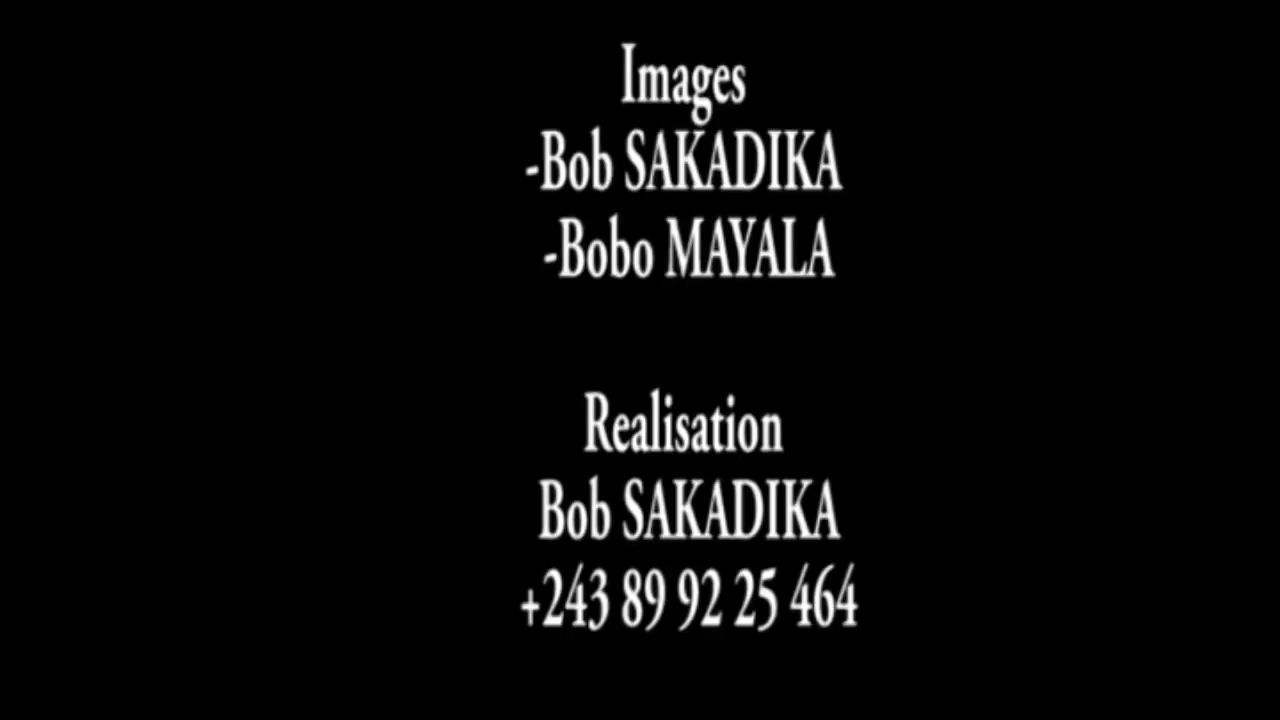 Images
-Bob SAKADIKA
-Bobo MAYALA
Realisation
Bob SAKADIKA
+243 89 92 25 464